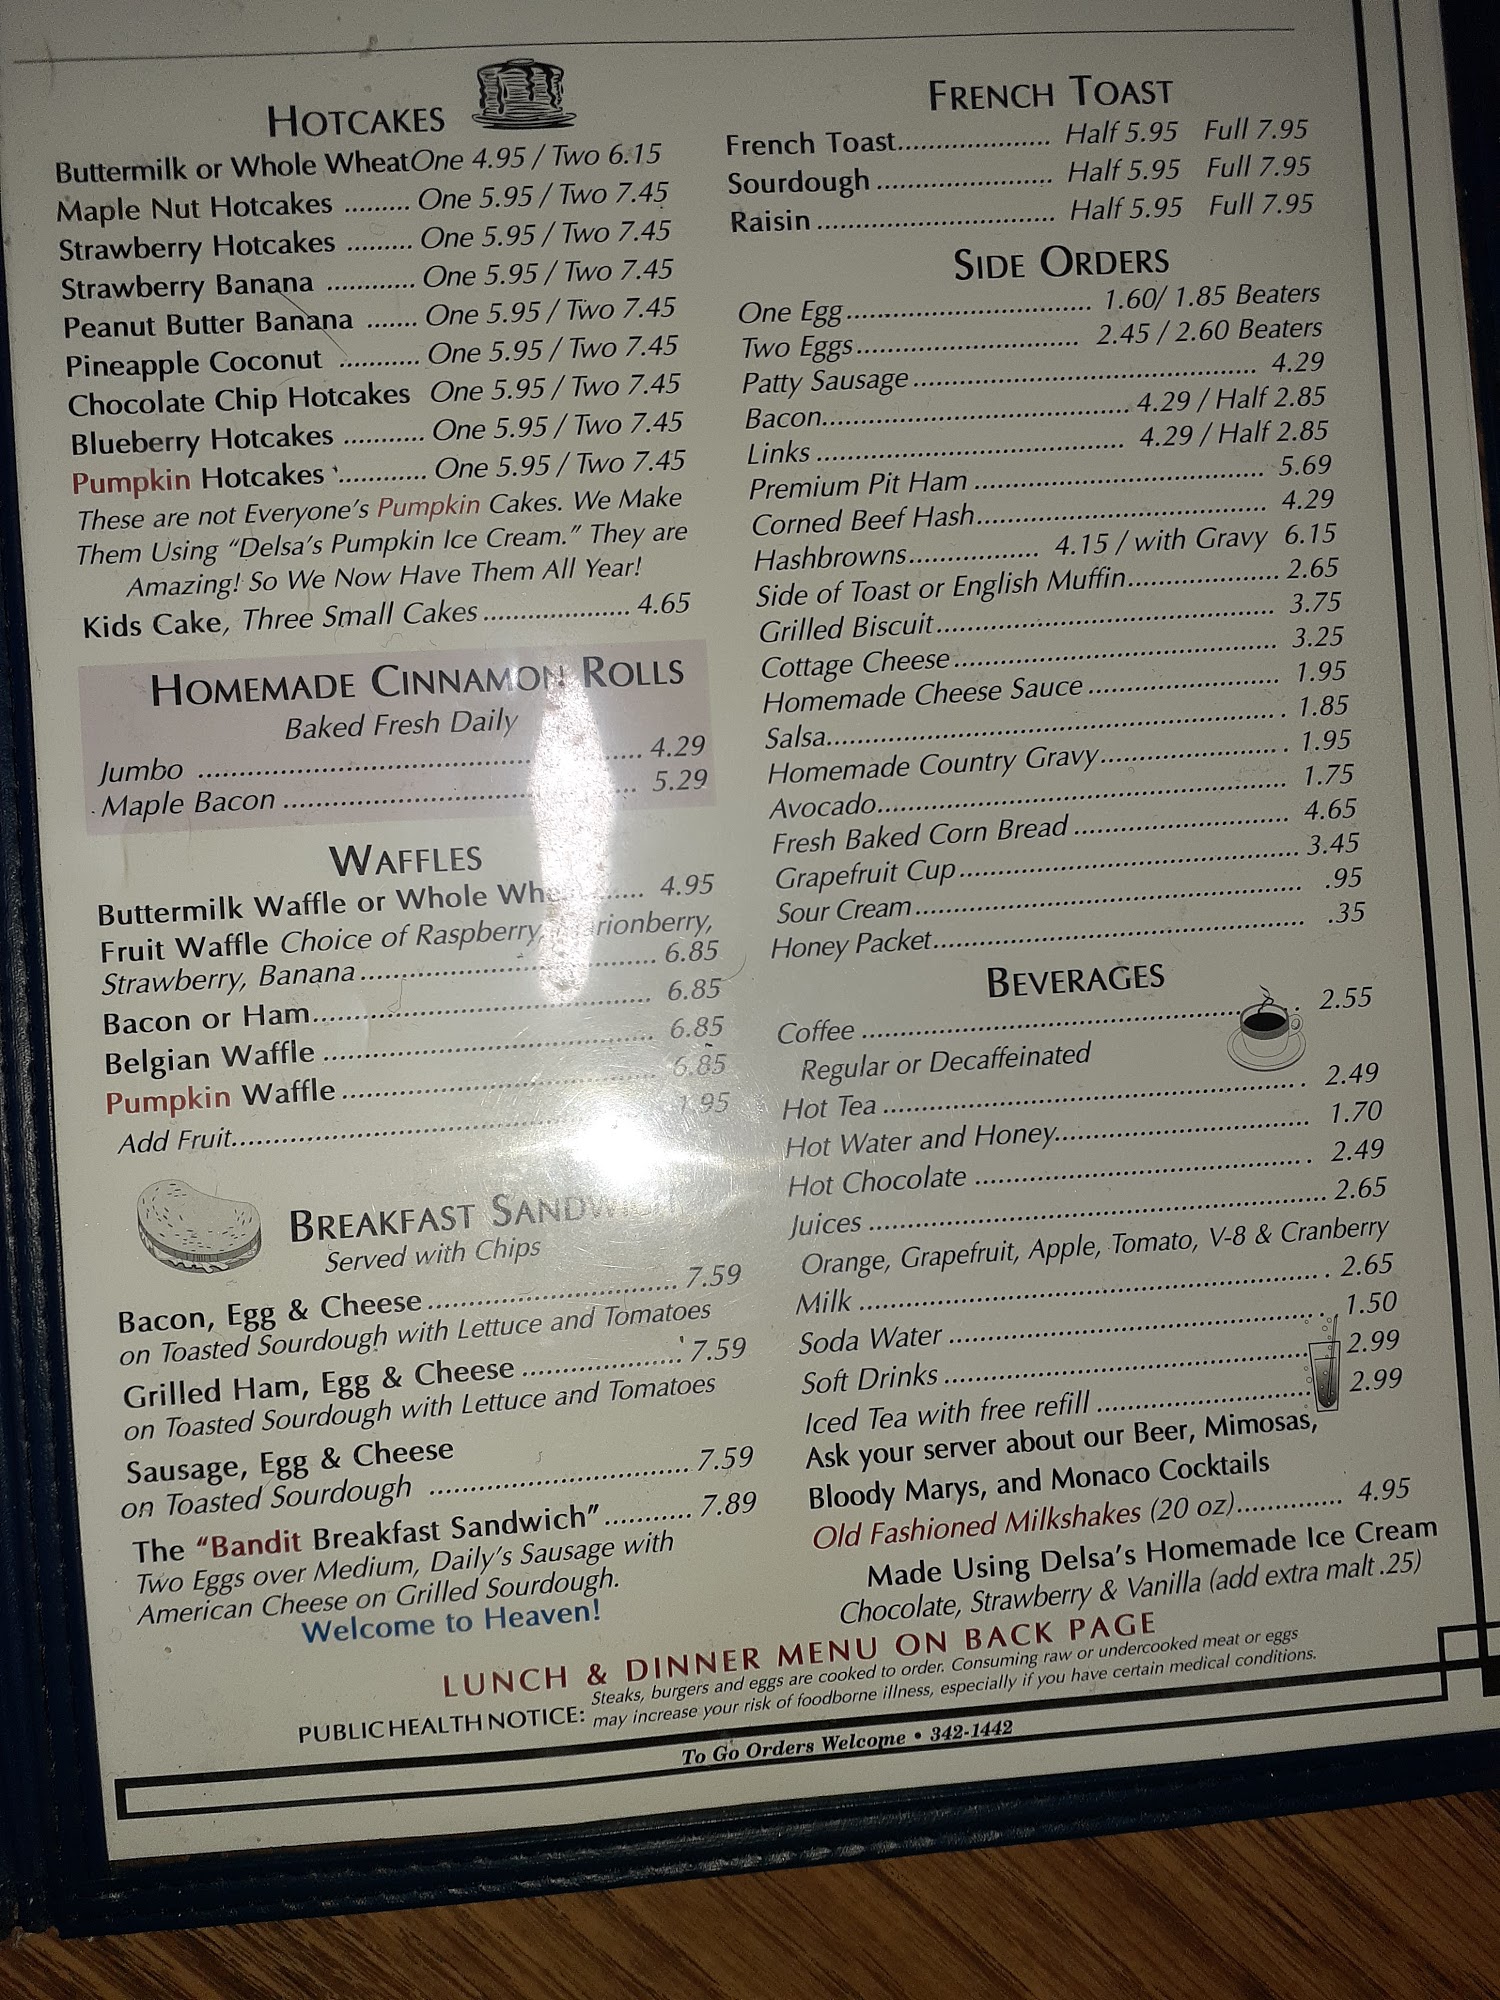 HOTCAKES
Buttermilk or Whole Wheat One 4.95 / Two 6.15
Maple Nut Hotcakes ......... One 5.95 / Two 7.45
Strawberry Hotcakes ......... One 5.95 / Two 7.45
Strawberry Banana ............ One 5.95 / Two 7.45
Peanut Butter Banana ....... One 5.95 / Two 7.45
Pineapple Coconut ........... One 5.95 / Two 7.45
Chocolate Chip Hotcakes One 5.95 / Two 7.45
Blueberry Hotcakes ........... One 5.95 / Two 7.45
Pumpkin Hotcakes ............ One 5.95 / Two 7.45
These are not Everyone's Pumpkin Cakes. We Make
Them Using “Delsa's Pumpkin Ice Cream.” They are
Amazing! So We Now Have Them All Year!
Kids Cake, Three Small Cakes ................... 4.65
HOMEMADE CINNAMON ROLLS
Baked Fresh Daily
Jumbo ........................................ 4.29
Maple Bacon ................................ 5.29
WAFFLES
Buttermilk Waffle or Whole ...... 4.95
Fruit Waffle Choice of Raspberry,
Strawberry, Banana ............................... 6.85
Bacon or Ham................................... 6.85
Belgian Waffle ................................... 6.85
Pumpkin Waffle ................................. 6.85
Add Fruit........................................... 1.95
BREAKFAST
Served with Chips
Bacon, Egg & Cheese ............................ 7.59
on Toasted Sourdough with Lettuce and Tomatoes
Grilled Ham, Egg & Cheese .................. 7.59
on Toasted Sourdough with Lettuce and Tomatoes
Sausage, Egg & Cheese
on Toasted Sourdough ............................. 7.59
The “Bandit Breakfast Sandwich” ........... 7.89
Two Eggs over Medium, Daily's Sausage with
American Cheese on Grilled Sourdough.
Welcome to Heaven!
FRENCH TOAST
French Toast..................... Half 5.95 Full 7.95
Sourdough ........................ Half 5.95 Full 7.95
Raisin ................................ Half 5.95 Full 7.95
SIDE ORDERS
One Egg ................................ 1.60/ 1.85 Beaters
Two Eggs .............................. 2.45 / 2.60 Beaters
Patty Sausage ............................................. 4.29
Bacon........................................ 4.29 / Half 2.85
Links ........................................ 4.29 / Half 2.85
Premium Pit Ham ...................................... 5.69
Corned Beef Hash...................................... 4.29
Hashbrowns.................. 4.15 / with Gravy 6.15
Side of Toast or English Muffin.................... 2.65
Grilled Biscuit............................................. 3.75
Cottage Cheese........................................... 3.25
Homemade Cheese Sauce ......................... 1.95
Salsa........................................................... 1.85
Homemade Country Gravy......................... 1.95
Avocado..................................................... 1.75
Fresh Baked Corn Bread ............................ 4.65
Grapefruit Cup........................................... 3.45
Sour Cream................................................ .95
Honey Packet............................................. .35
BEVERAGES
Coffee ........................................................ 2.55
Regular or Decaffeinated
Hot Tea ...................................................... 2.49
Hot Water and Honey................................ 1.70
Hot Chocolate ........................................... 2.49
Juices ......................................................... 2.65
Orange, Grapefruit, Apple, Tomato, V-8 & Cranberry
Milk ........................................................... 2.65
Soda Water ................................................ 1.50
Soft Drinks ................................................. 2.99
Iced Tea with free refill .............................. 2.99
Ask your server about our Beer, Mimosas,
Bloody Marys, and Monaco Cocktails
Old Fashioned Milkshakes (20 oz).............. 4.95
Made Using Delsa's Homemade Ice Cream
Chocolate, Strawberry & Vanilla (add extra malt .25)
LUNCH & DINNER MENU ON BACK PAGE
PUBLIC HEALTH NOTICE: Steaks, burgers and eggs are cooked to order. Consuming raw or undercooked meat or eggs
may increase your risk of foodborne illness, especially if you have certain medical conditions.
To Go Orders Welcome • 342-1442